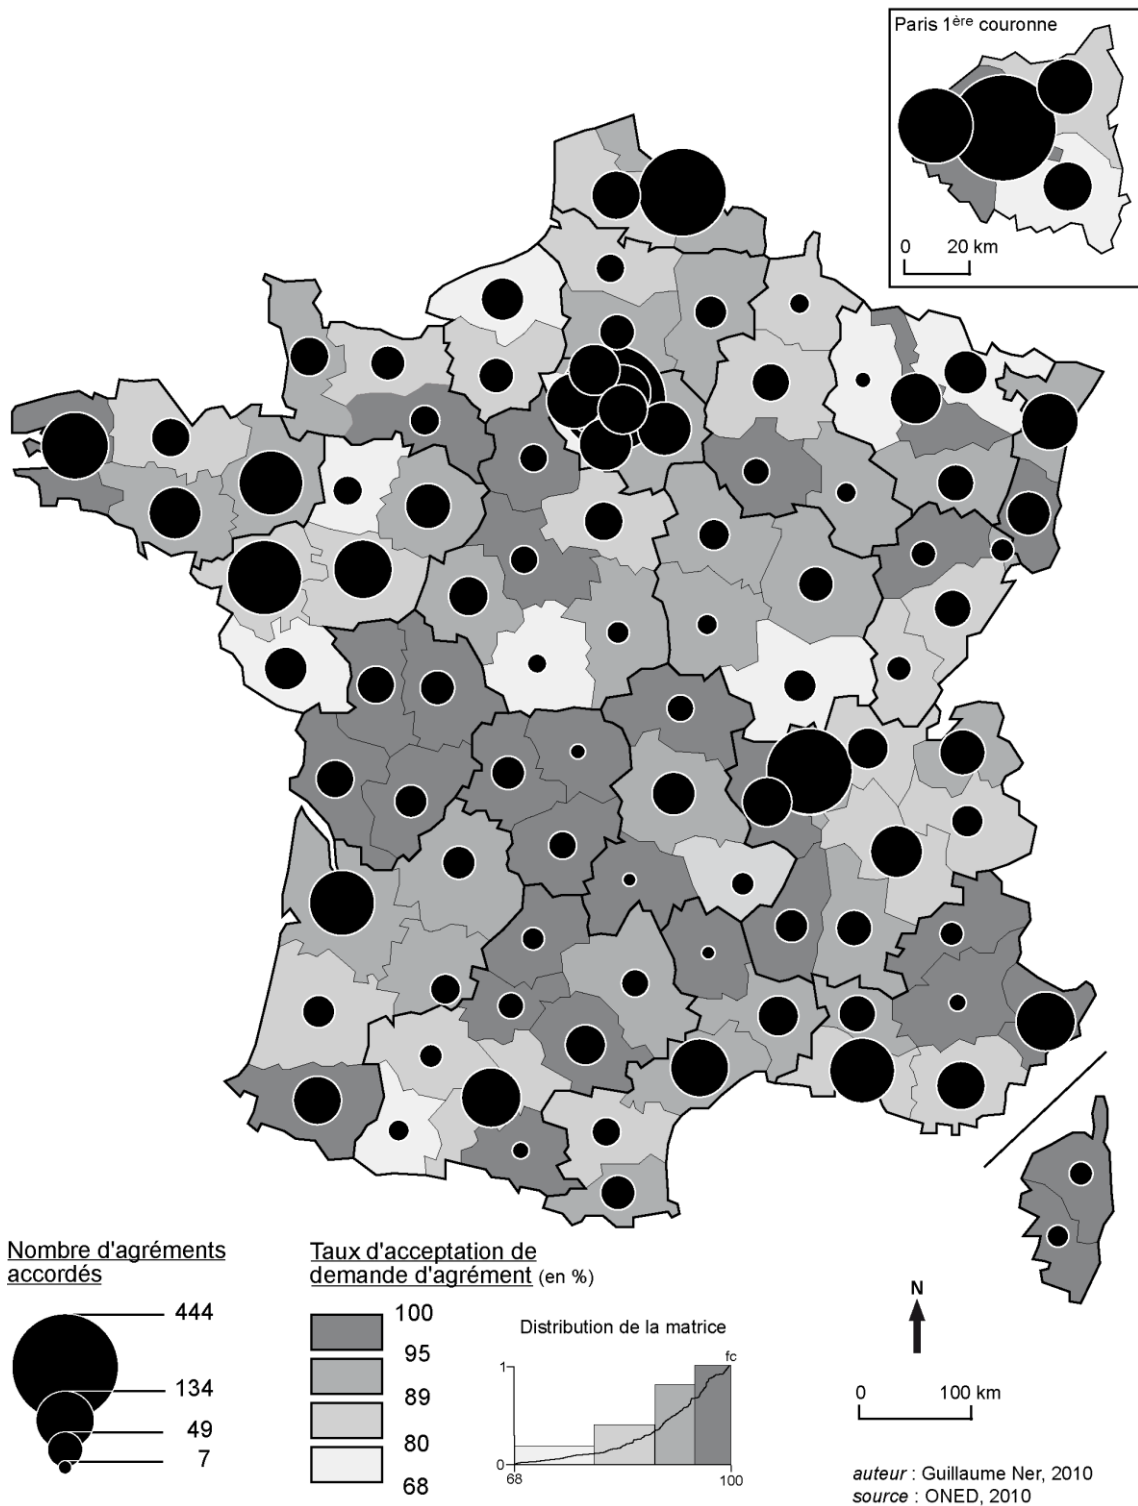 Paris 1ère couronne
0 20 km
Nombre d'agréments
accordés
444
134
49
7
Taux d'acceptation de
demande d'agrément (en %)
100
95
89
80
68
Distribution de la matrice
fc
1
0
68 100
N
0 100 km
auteur : Guillaume Ner, 2010
source : ONED, 2010